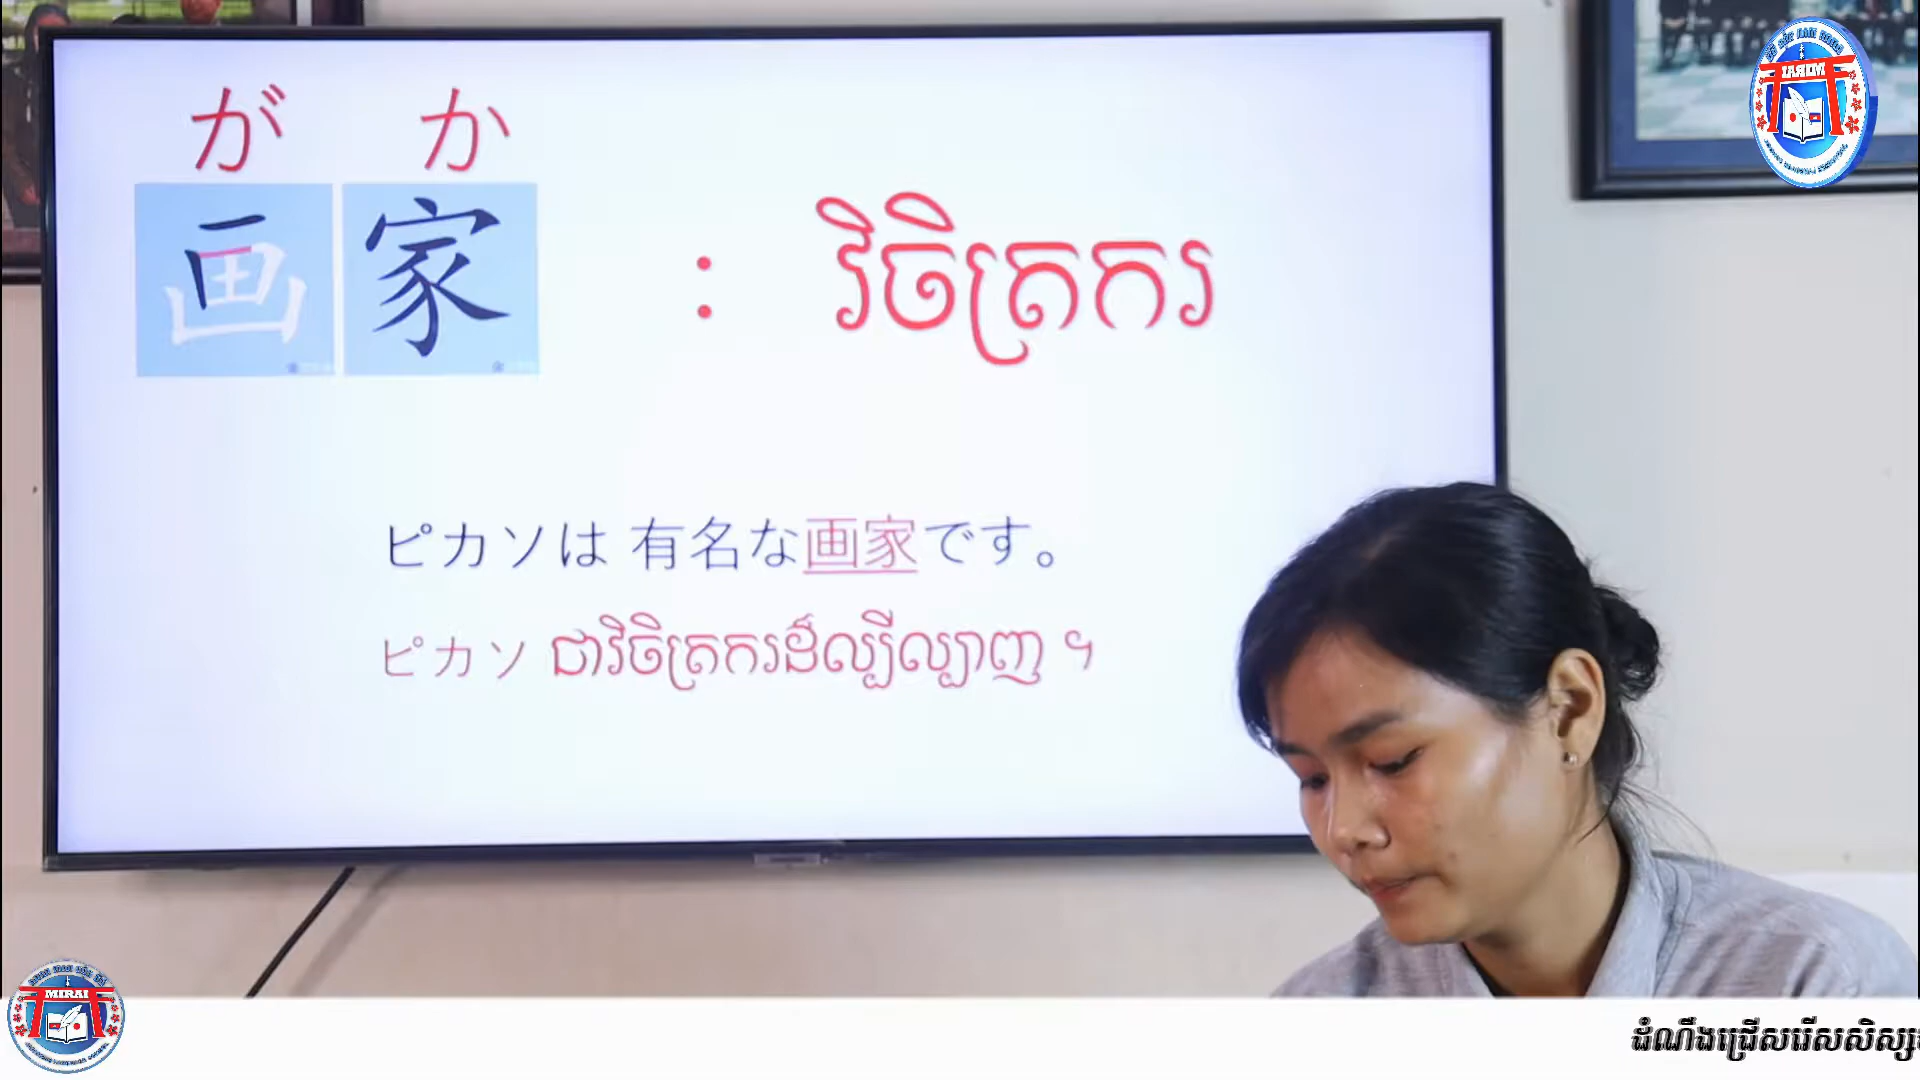 が か
画家 : វិចិត្រករ
ピカソは 有名な画家です。
ピカソ ជាវិចិត្រករដ៏ល្បីល្បាញ ។
MIRAI
MIRAI
ដំណឹងជ្រើសរើសសិស្ស